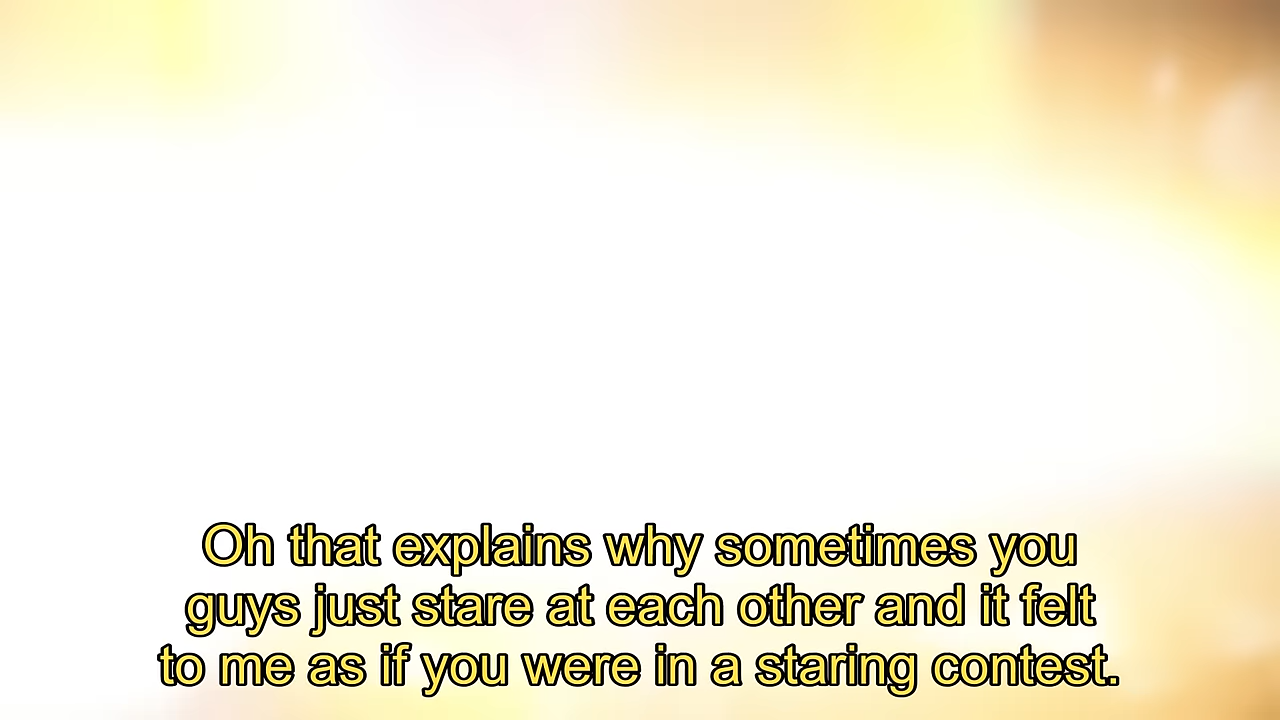 Oh that explains why sometimes you
guys just stare at each other and it felt
to me as if you were in a staring contest.